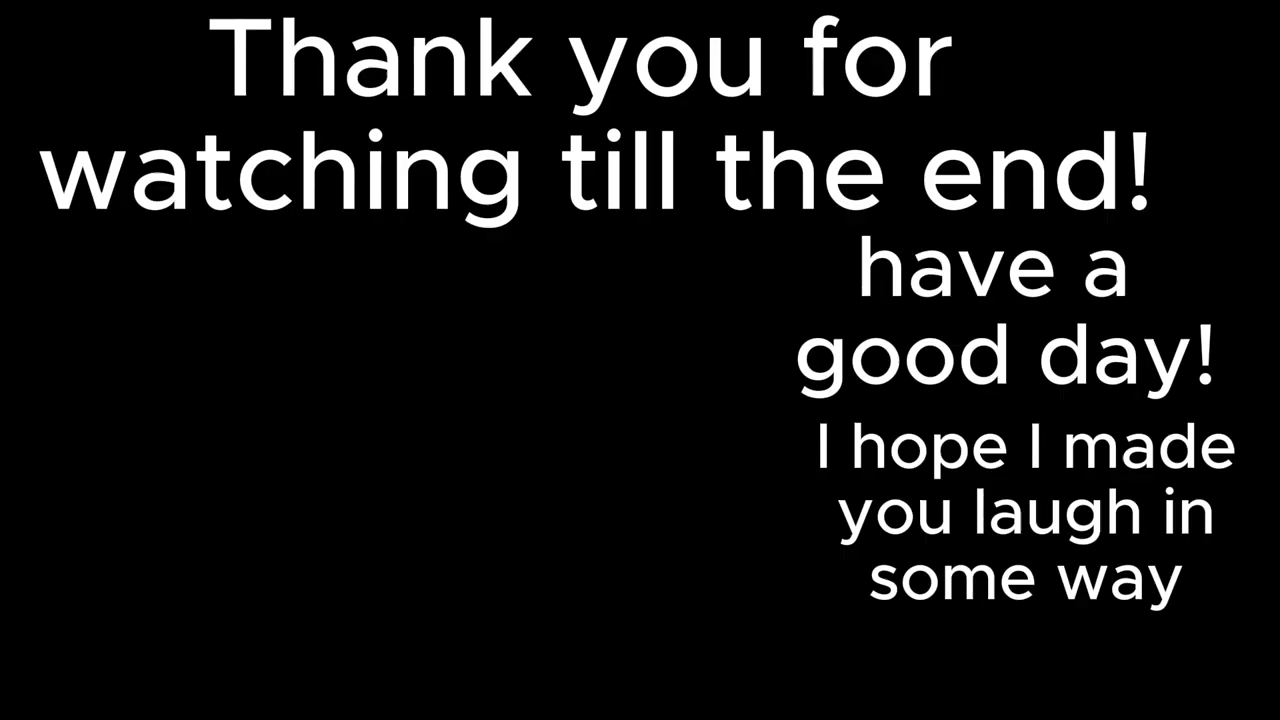 Thank you for
watching till the end!
have a
good day!
I hope I made
you laugh in
some way